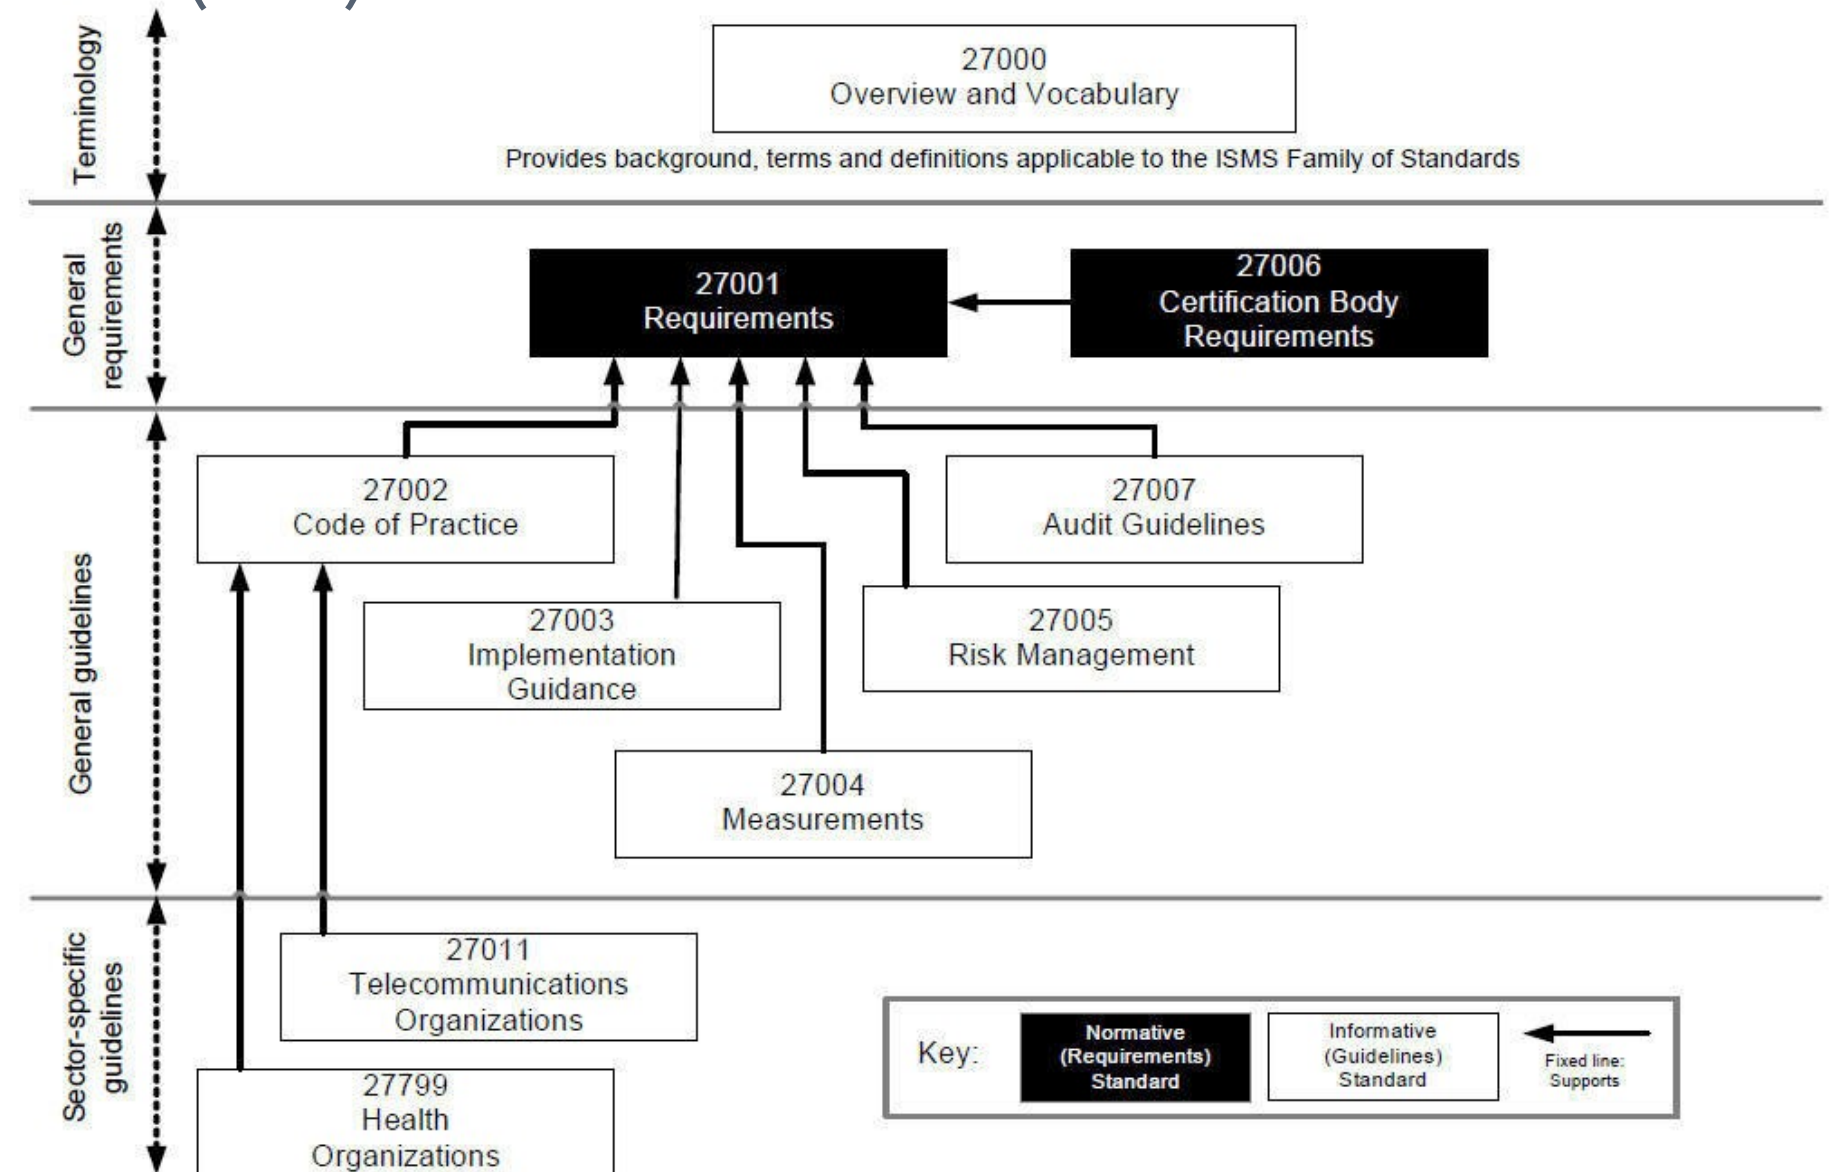 Terminology
27000
Overview and Vocabulary
Provides background, terms and definitions applicable to the ISMS Family of Standards
General
requirements
27001
Requirements
27006
Certification Body
Requirements
General guidelines
27002
Code of Practice
27007
Audit Guidelines
27003
Implementation
Guidance
27005
Risk Management
27004
Measurements
Sector-specific
guidelines
27011
Telecommunications
Organizations
27799
Health
Organizations
Key:
Normative
(Requirements)
Standard
Informative
(Guidelines)
Standard
Fixed line:
Supports